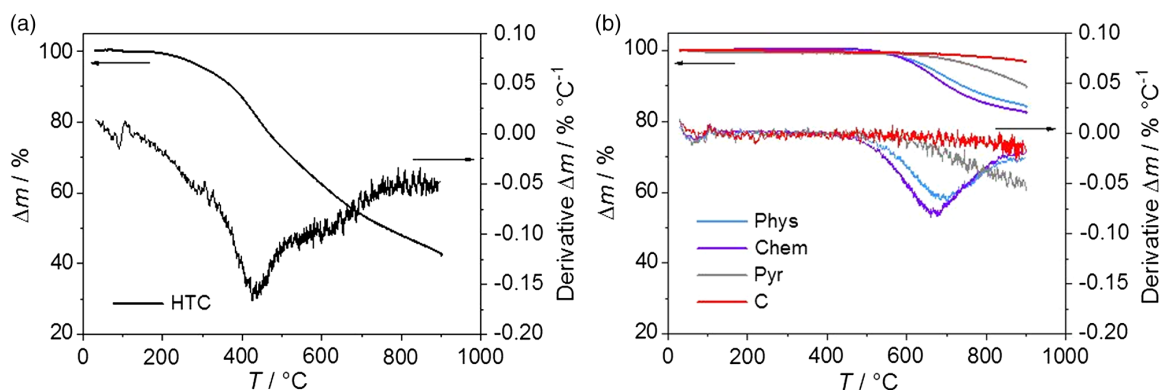 (a)
100
80
60
40
20
Δm / %
0.10
0.05
0.00
-0.05
-0.10
-0.15
-0.20
Derivative Δm / % °C-1
HTC
0 200 400 600 800 1000
T / °C
(b)
100
80
60
40
20
Δm / %
0.10
0.05
0.00
-0.05
-0.10
-0.15
-0.20
Derivative Δm / % °C-1
Phys
Chem
Pyr
C
0 200 400 600 800 1000
T / °C